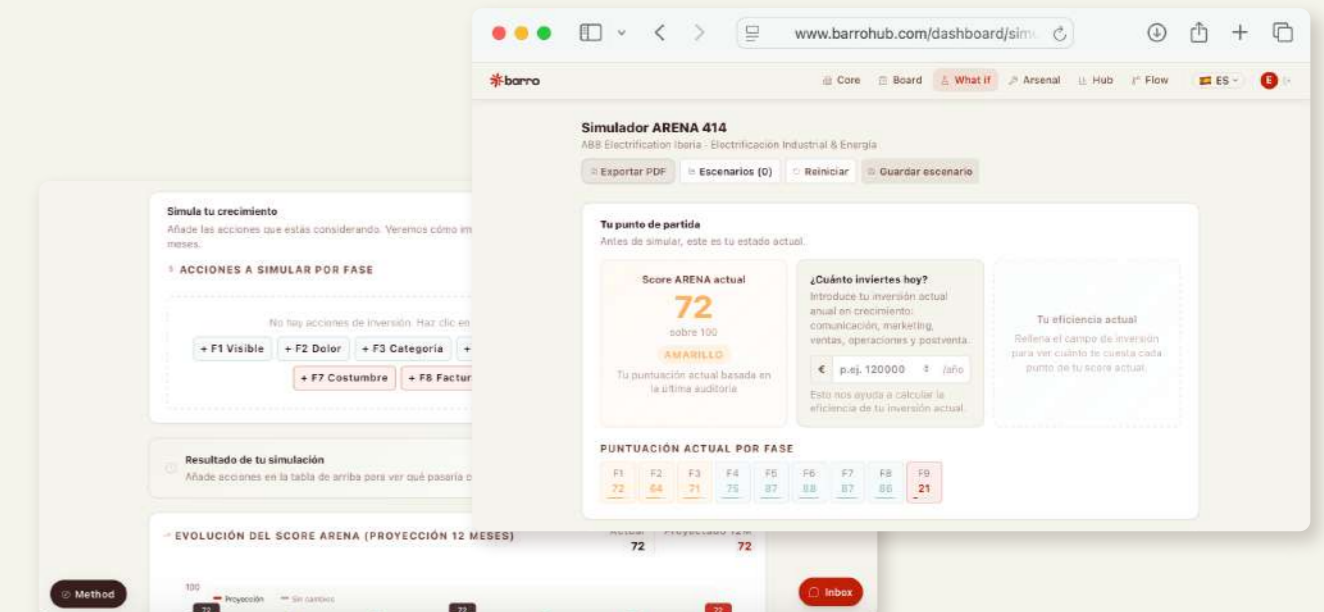 www.barrohub.com/dashboard/sim
barro
Core
Board
What if
Arsenal
Hub
Flow
ES
E
Simulador ARENA 414
ABB Electrification Iberia - Electrificación Industrial & Energía
Exportar PDF
Escenarios (0)
Reiniciar
Guardar escenario
Tu punto de partida
Antes de simular, este es tu estado actual.
Score ARENA actual
72
sobre 100
AMARILLO
Tu puntuación actual basada en
la última auditoría
¿Cuánto inviertes hoy?
Introduce tu inversión actual
anual en crecimiento:
comunicación, marketing,
ventas, operaciones y postventa.
€ p.ej. 120000 /año
Esto nos ayuda a calcular la
eficiencia de tu inversión actual.
Tu eficiencia actual
Rellena el campo de inversión
para ver cuánto te cuesta cada
punto de tu score actual.
PUNTUACIÓN ACTUAL POR FASE
F1 F2 F3 F4 F5 F6 F7 F8 F9
72 64 71 75 87 88 87 86 21
Simula tu crecimiento
Añade las acciones que estás considerando. Veremos cómo im
meses.
ACCIONES A SIMULAR POR FASE
No hay acciones de inversión. Haz clic en
+ F1 Visible
+ F2 Dolor
+ F3 Categoría
+
+ F7 Costumbre
+ F8 Factur
Resultado de tu simulación
Añade acciones en la tabla de arriba para ver qué pasaría
EVOLUCIÓN DEL SCORE ARENA (PROYECCIÓN 12 MESES)
Actual
72
Proyectado 12M
72
100
Proyección
Sin cambios
72
72
72
Method
Inbox